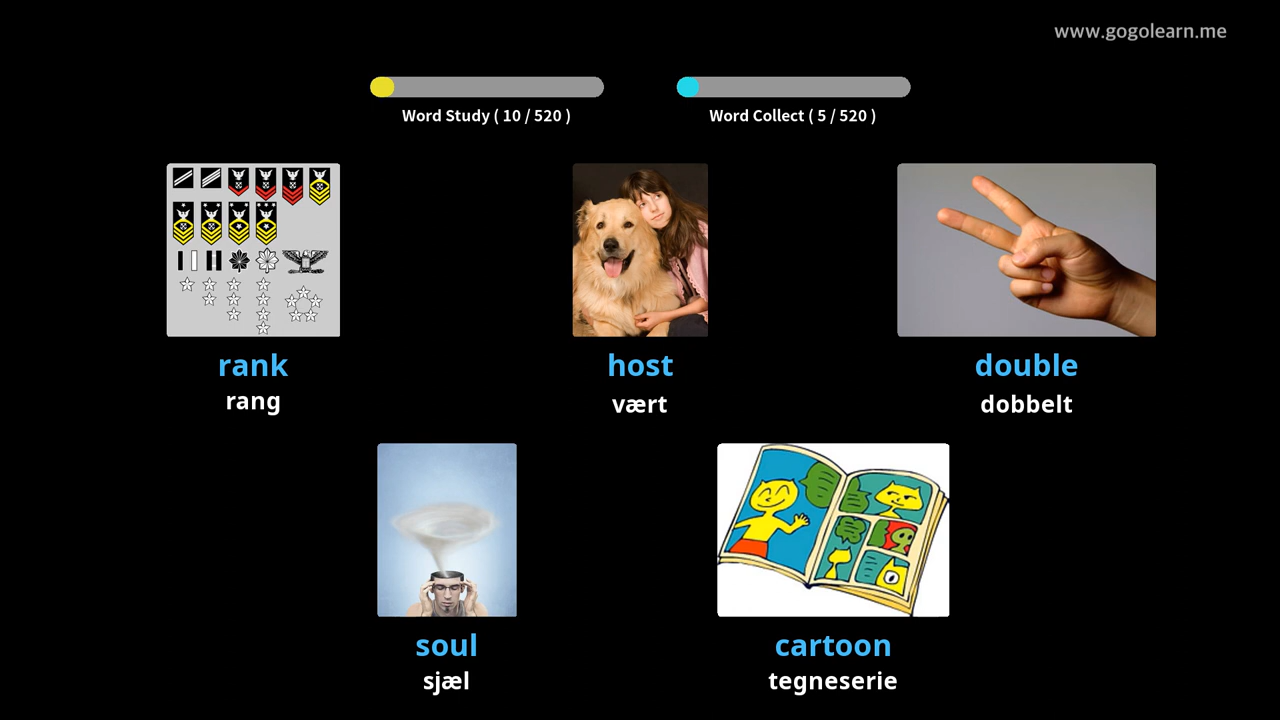 www.gogolearn.me
Word Study ( 10 / 520 )
Word Collect ( 5 / 520 )
rank
rang
host
vært
double
dobbelt
soul
sjæl
cartoon
tegneserie